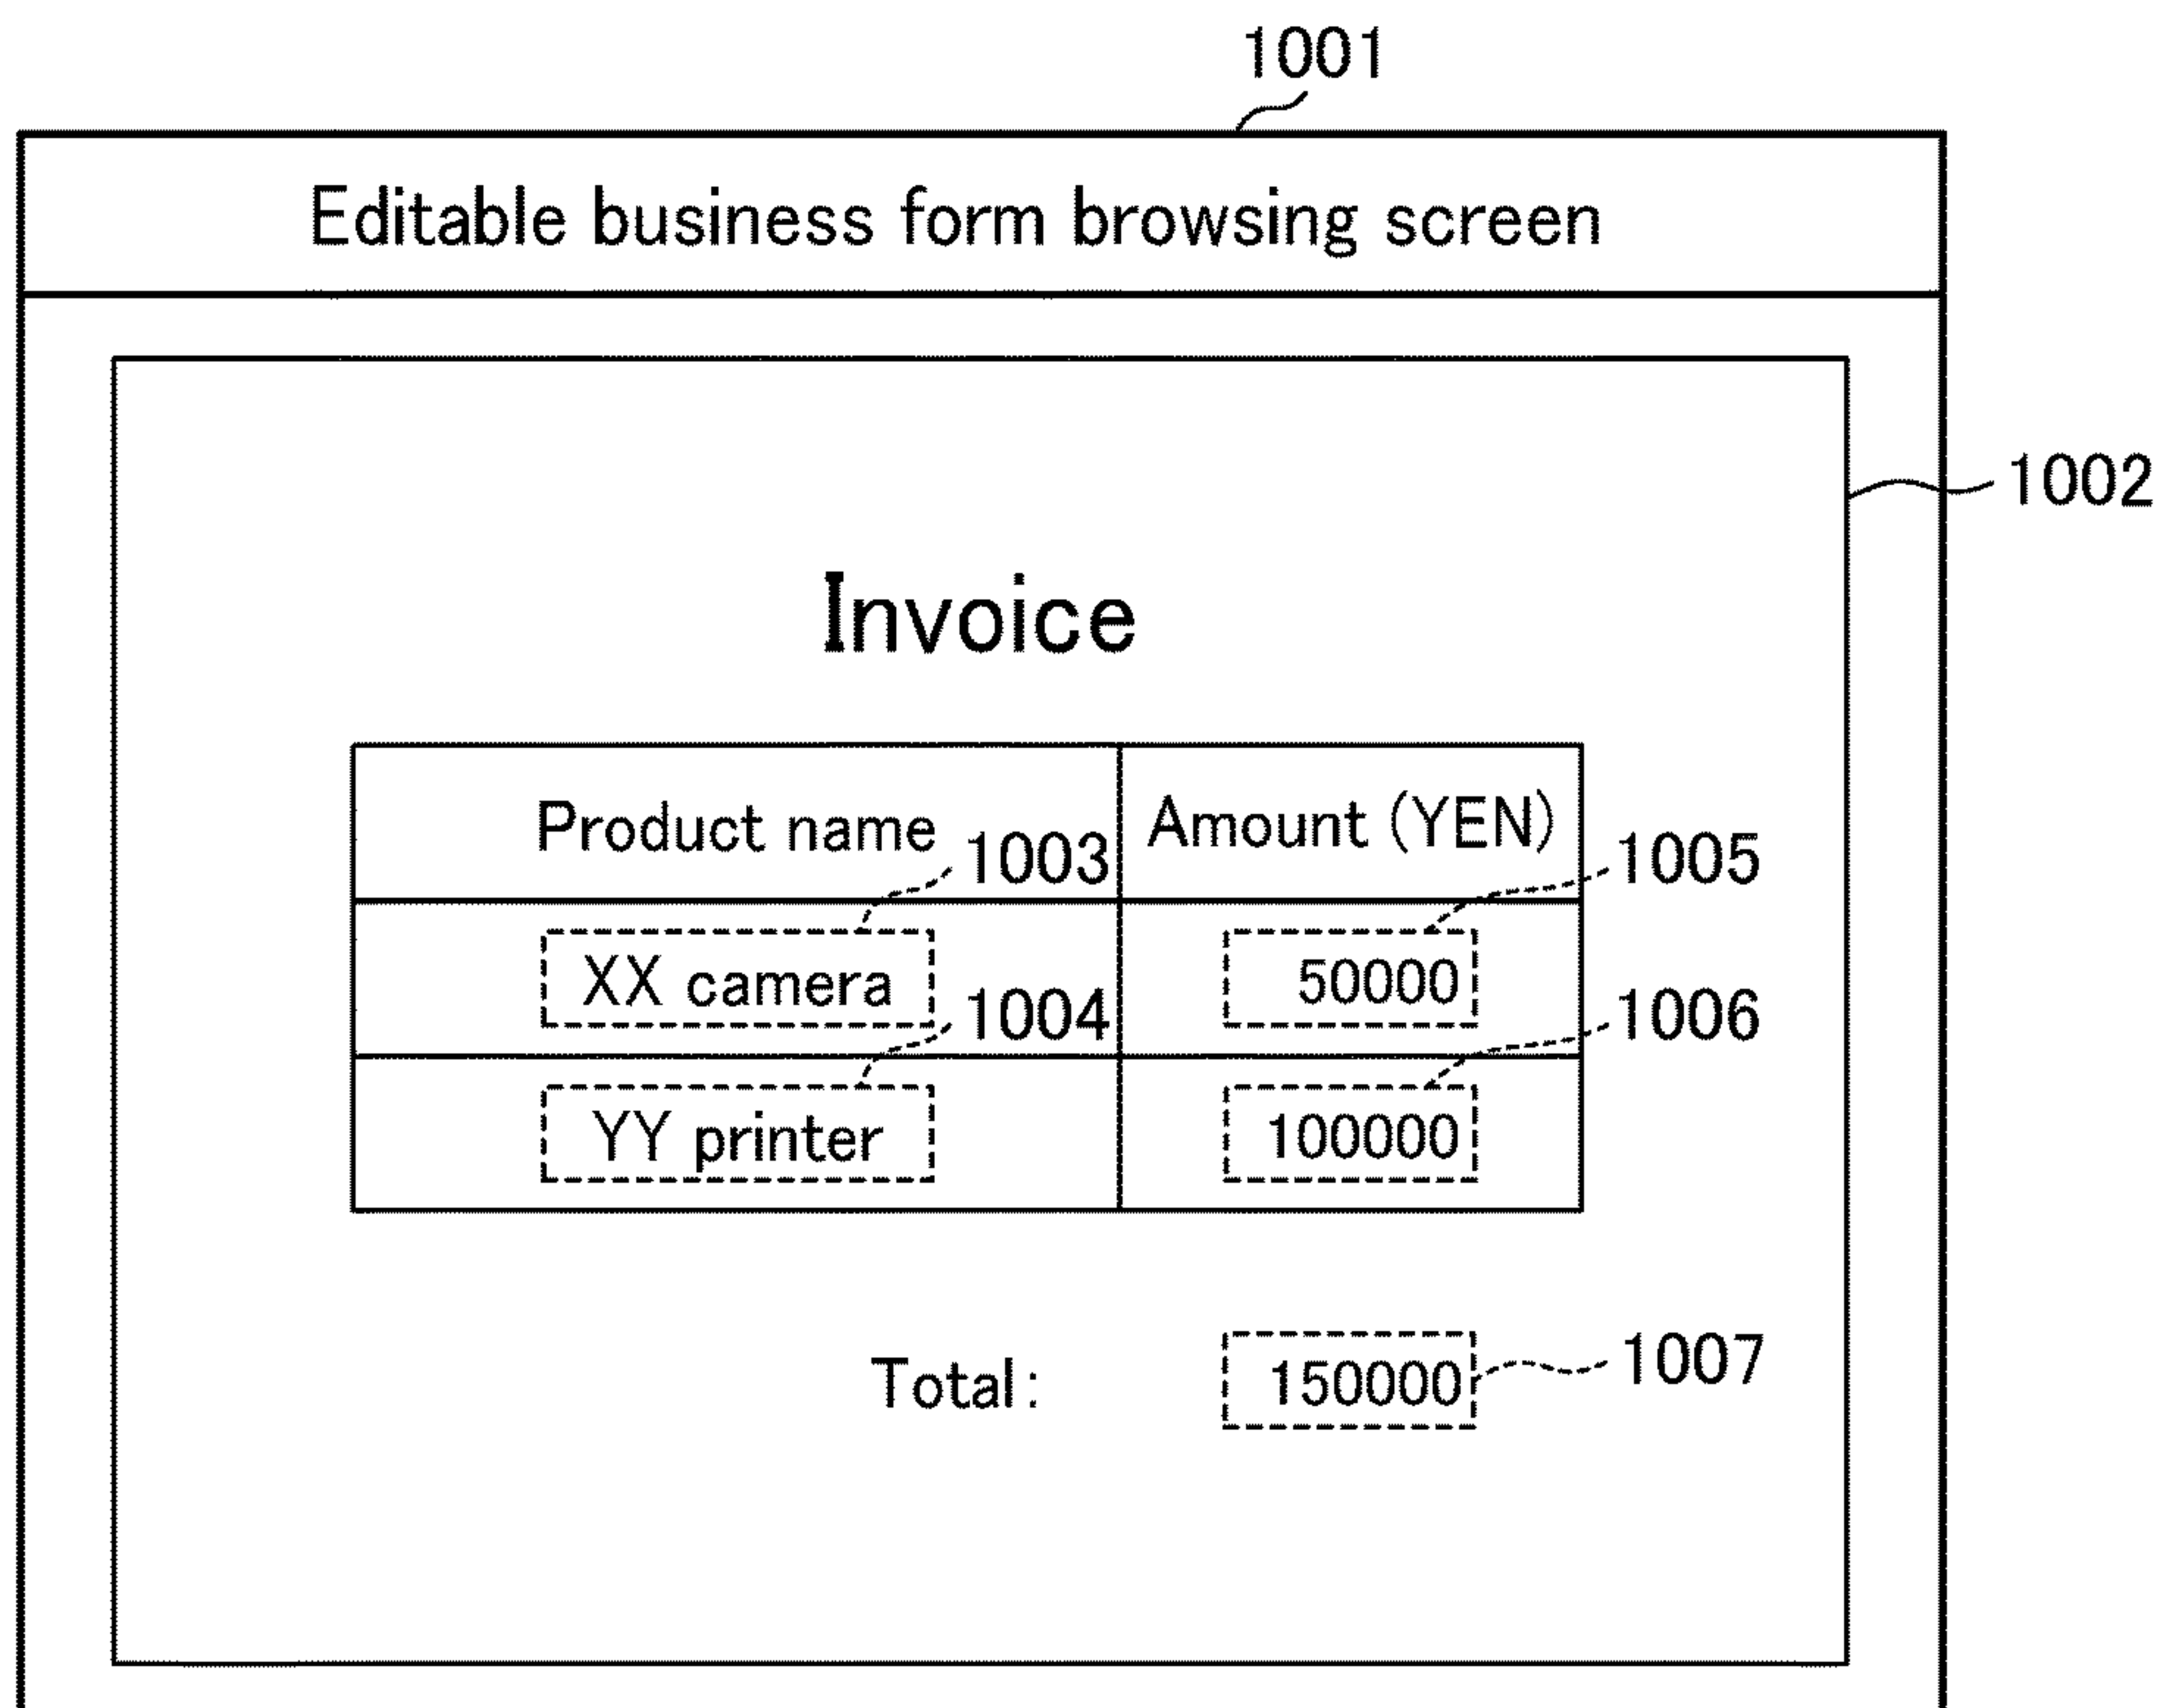 1001
Editable business form browsing screen
1002
Invoice
Product name
Amount (YEN)
1003
1005
XX camera
50000
1004
1006
YY printer
100000
Total:
150000
1007